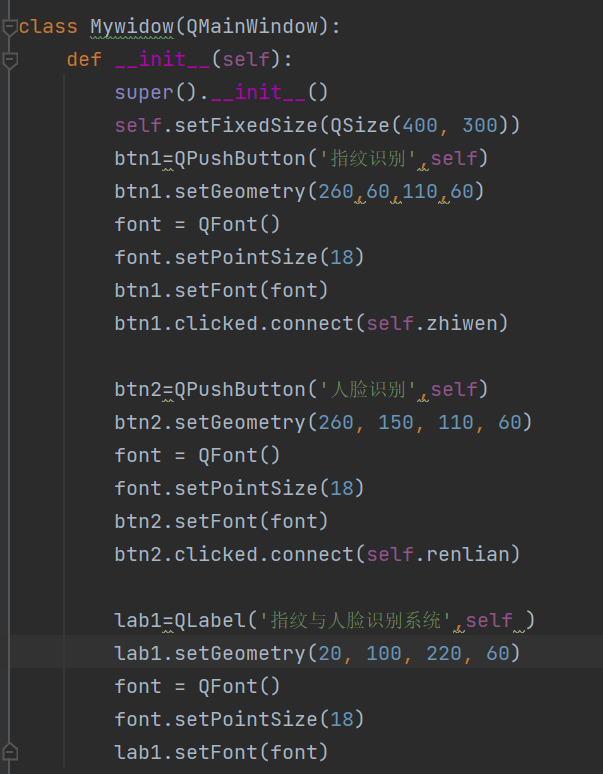 class Mywidow(QMainWindow):
    def __init__(self):
        super().__init__()
        self.setFixedSize(QSize(400, 300))
        btn1=QPushButton('指纹识别',self)
        btn1.setGeometry(260,60,110,60)
        font = QFont()
        font.setPointSize(18)
        btn1.setFont(font)
        btn1.clicked.connect(self.zhiwen)

        btn2=QPushButton('人脸识别',self)
        btn2.setGeometry(260, 150, 110, 60)
        font = QFont()
        font.setPointSize(18)
        btn2.setFont(font)
        btn2.clicked.connect(self.renlian)

        lab1=QLabel('指纹与人脸识别系统',self )
        lab1.setGeometry(20, 100, 220, 60)
        font = QFont()
        font.setPointSize(18)
        lab1.setFont(font)